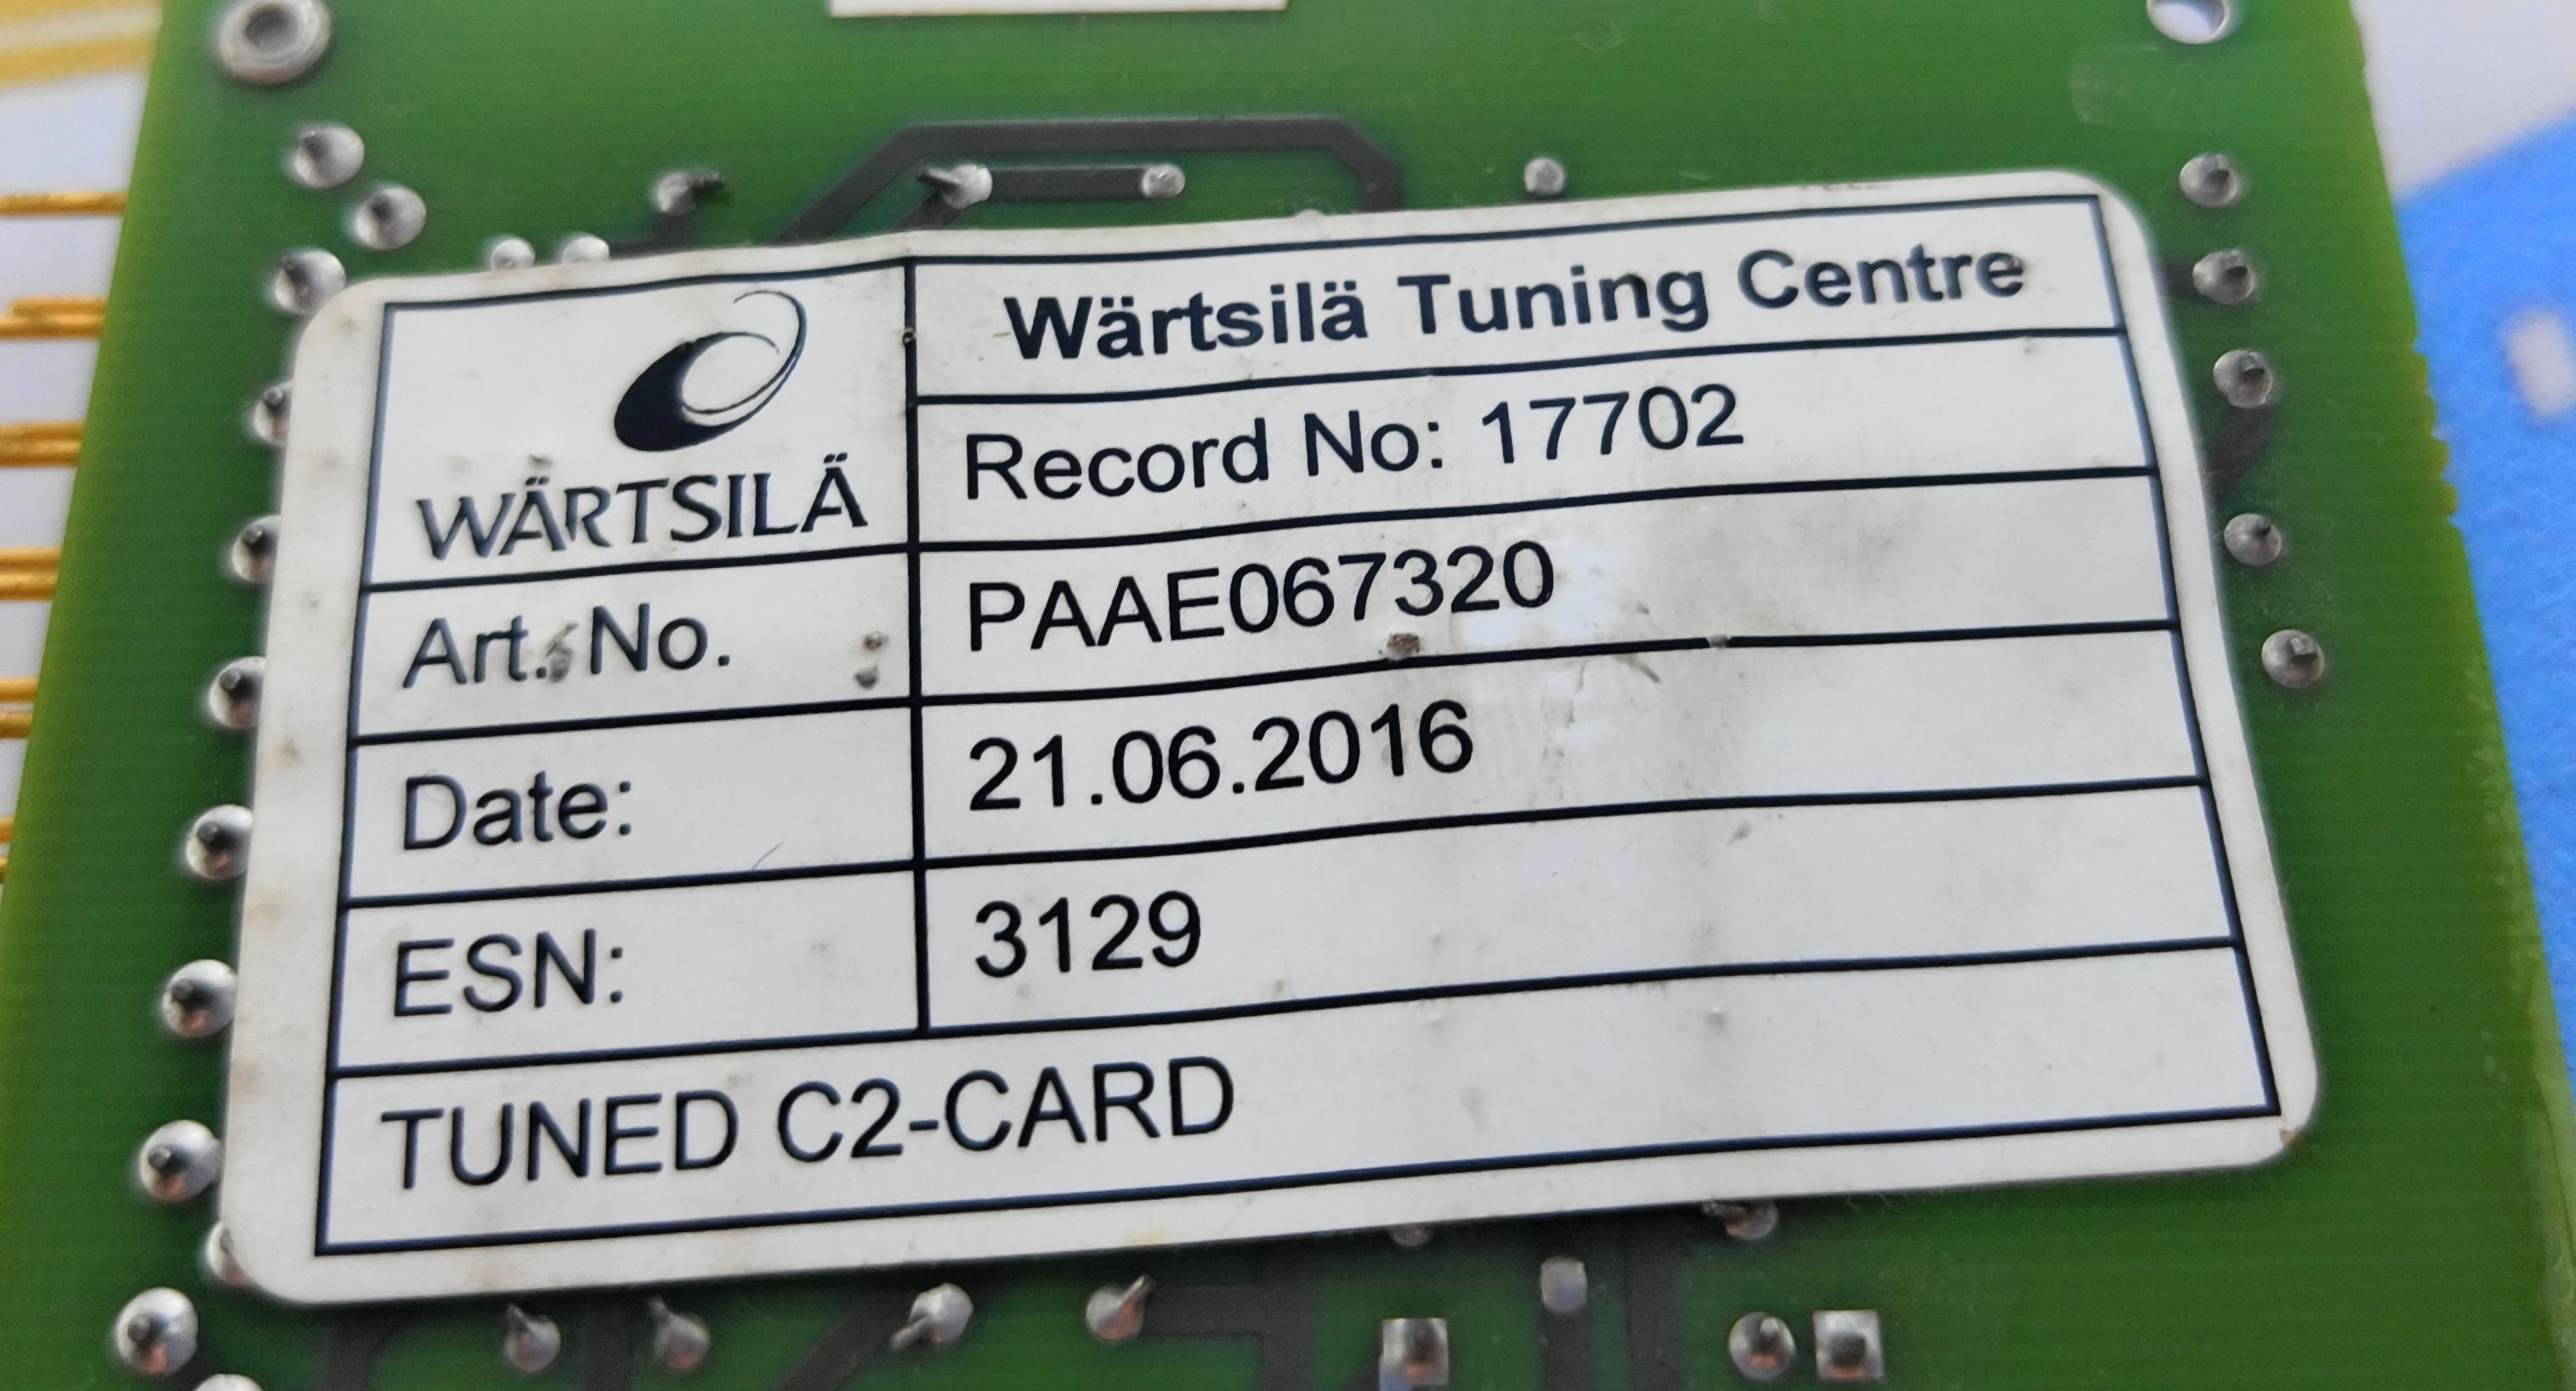 Wärtsilä Tuning Centre
WÄRTSILÄ
Record No: 17702
Art. No. PAAE067320
Date: 21.06.2016
ESN: 3129
TUNED C2-CARD